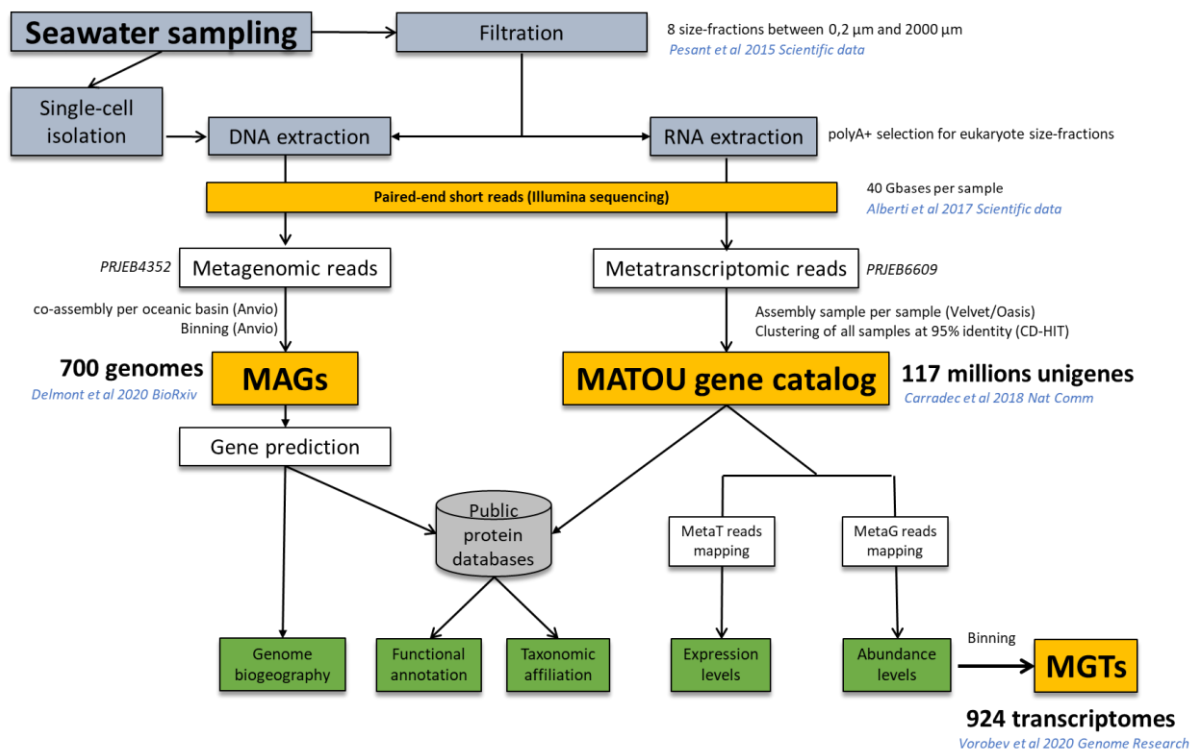 Seawater sampling
Filtration
8 size-fractions between 0,2 µm and 2000 µm
Pesant et al 2015 Scientific data
Single-cell
isolation
DNA extraction
RNA extraction
polyA+ selection for eukaryote size-fractions
Paired-end short reads (Illumina sequencing)
40 Gbases per sample
Alberti et al 2017 Scientific data
PRJEB4352
Metagenomic reads
Metatranscriptomic reads
PRJEB6609
co-assembly per oceanic basin (Anvio)
Binning (Anvio)
Assembly sample per sample (Velvet/Oasis)
Clustering of all samples at 95% identity (CD-HIT)
700 genomes
Delmont et al 2020 BioRxiv
MAGs
MATOU gene catalog
117 millions unigenes
Carradec et al 2018 Nat Comm
Gene prediction
Public
protein
databases
MetaT reads
mapping
MetaG reads
mapping
Genome
biogeography
Functional
annotation
Taxonomic
affiliation
Expression
levels
Abundance
levels
Binning
MGTs
924 transcriptomes
Vorobev et al 2020 Genome Research